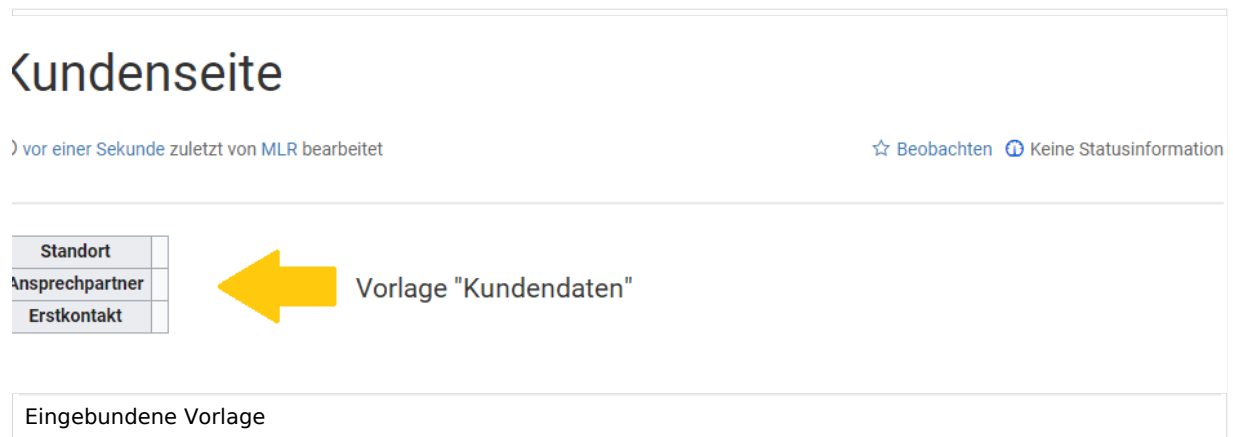 Kundenseite
vor einer Sekunde zuletzt von MLR bearbeitet
Beobachten Keine Statusinformation
Standort
Ansprechpartner
Erstkontakt
Vorlage "Kundendaten"
Eingebundene Vorlage